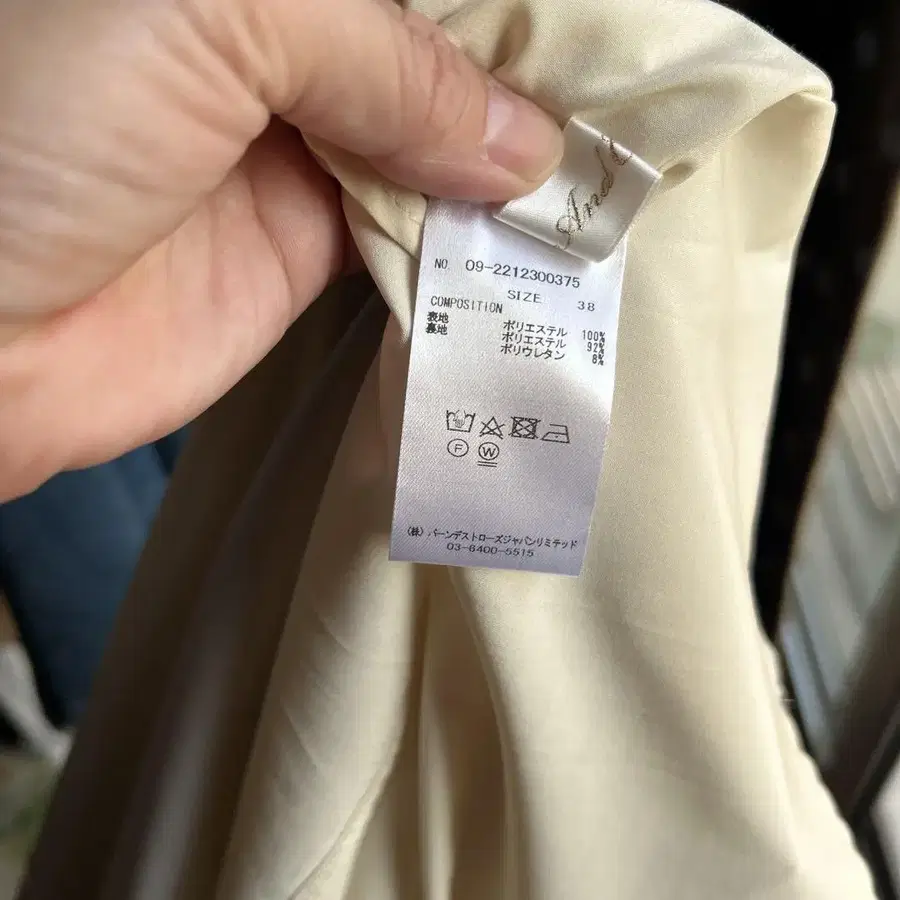 And
NO. 09-2212300375
SIZE 38
COMPOSITION
表地 ポリエステル 100%
裏地 ポリエステル 92%
ポリウレタン 8%
F W
(株) バーンデストローズジャパンリミテッド
03-6400-5515